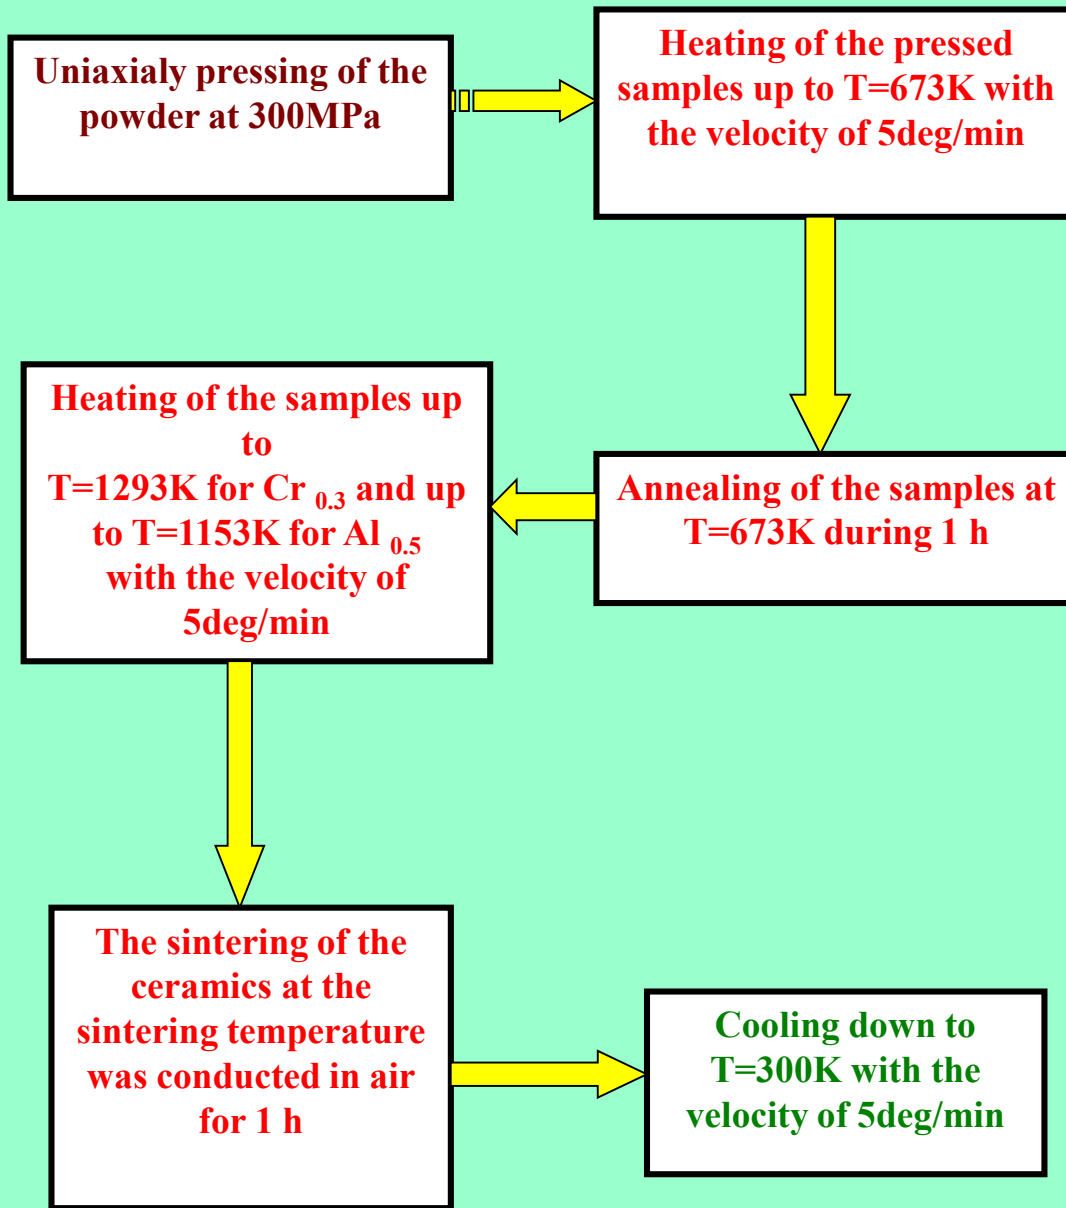 Uniaxialy pressing of the
powder at 300MPa
Heating of the pressed
samples up to T=673K with
the velocity of 5deg/min
Annealing of the samples at
T=673K during 1 h
Heating of the samples up
to
T=1293K for Cr 0.3 and up
to T=1153K for Al 0.5
with the velocity of
5deg/min
The sintering of the
ceramics at the
sintering temperature
was conducted in air
for 1 h
Cooling down to
T=300K with the
velocity of 5deg/min